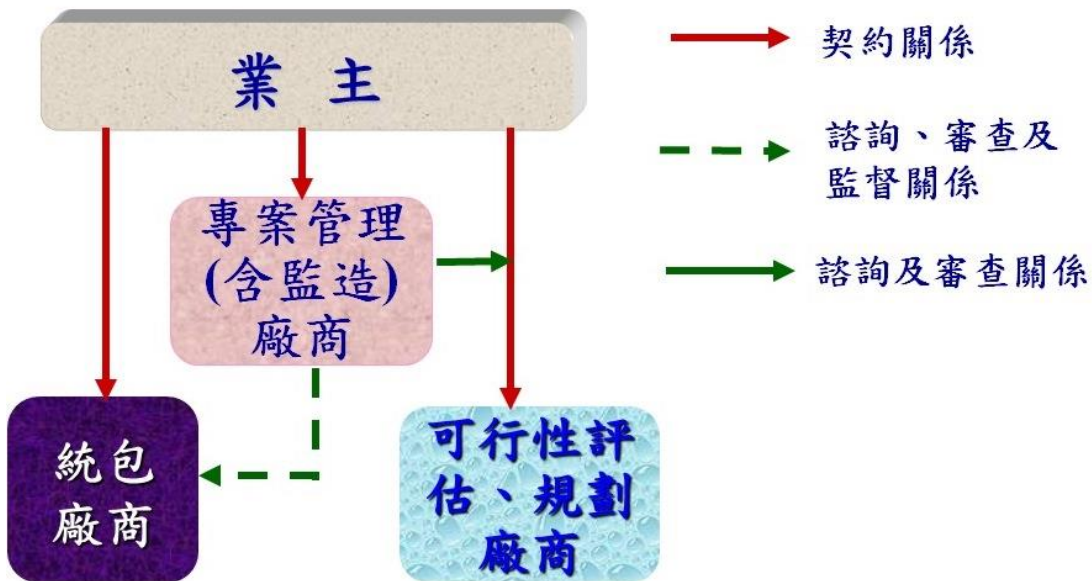 業 主
契約關係
諮詢、審查及
監督關係
諮詢及審查關係
專案管理
(含監造)
廠商
統包
廠商
可行性評
估、規劃
廠商